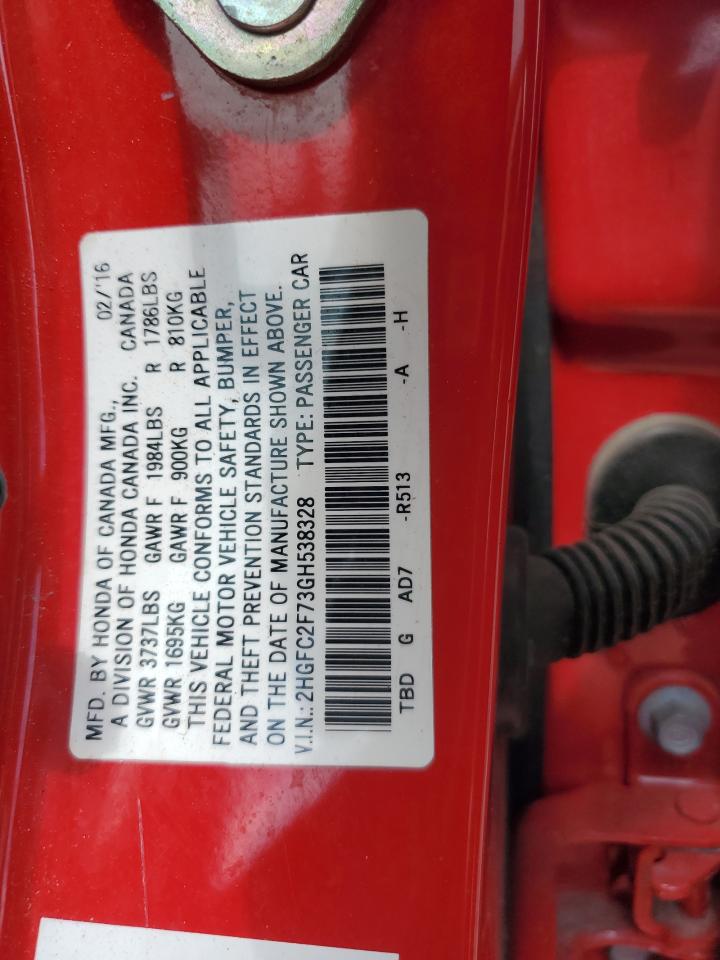 MFD. BY HONDA OF CANADA MFG., 02/'16
A DIVISION OF HONDA CANADA INC. CANADA
GVWR 3737LBS GAWR F 1984LBS R 1786LBS
GVWR 1695KG GAWR F 900KG R 810KG
THIS VEHICLE CONFORMS TO ALL APPLICABLE
FEDERAL MOTOR VEHICLE SAFETY, BUMPER,
AND THEFT PREVENTION STANDARDS IN EFFECT
ON THE DATE OF MANUFACTURE SHOWN ABOVE.
V.I.N.: 2HGFC2F73GH538328 TYPE: PASSENGER CAR
TBD G AD7 -R513 -A -H